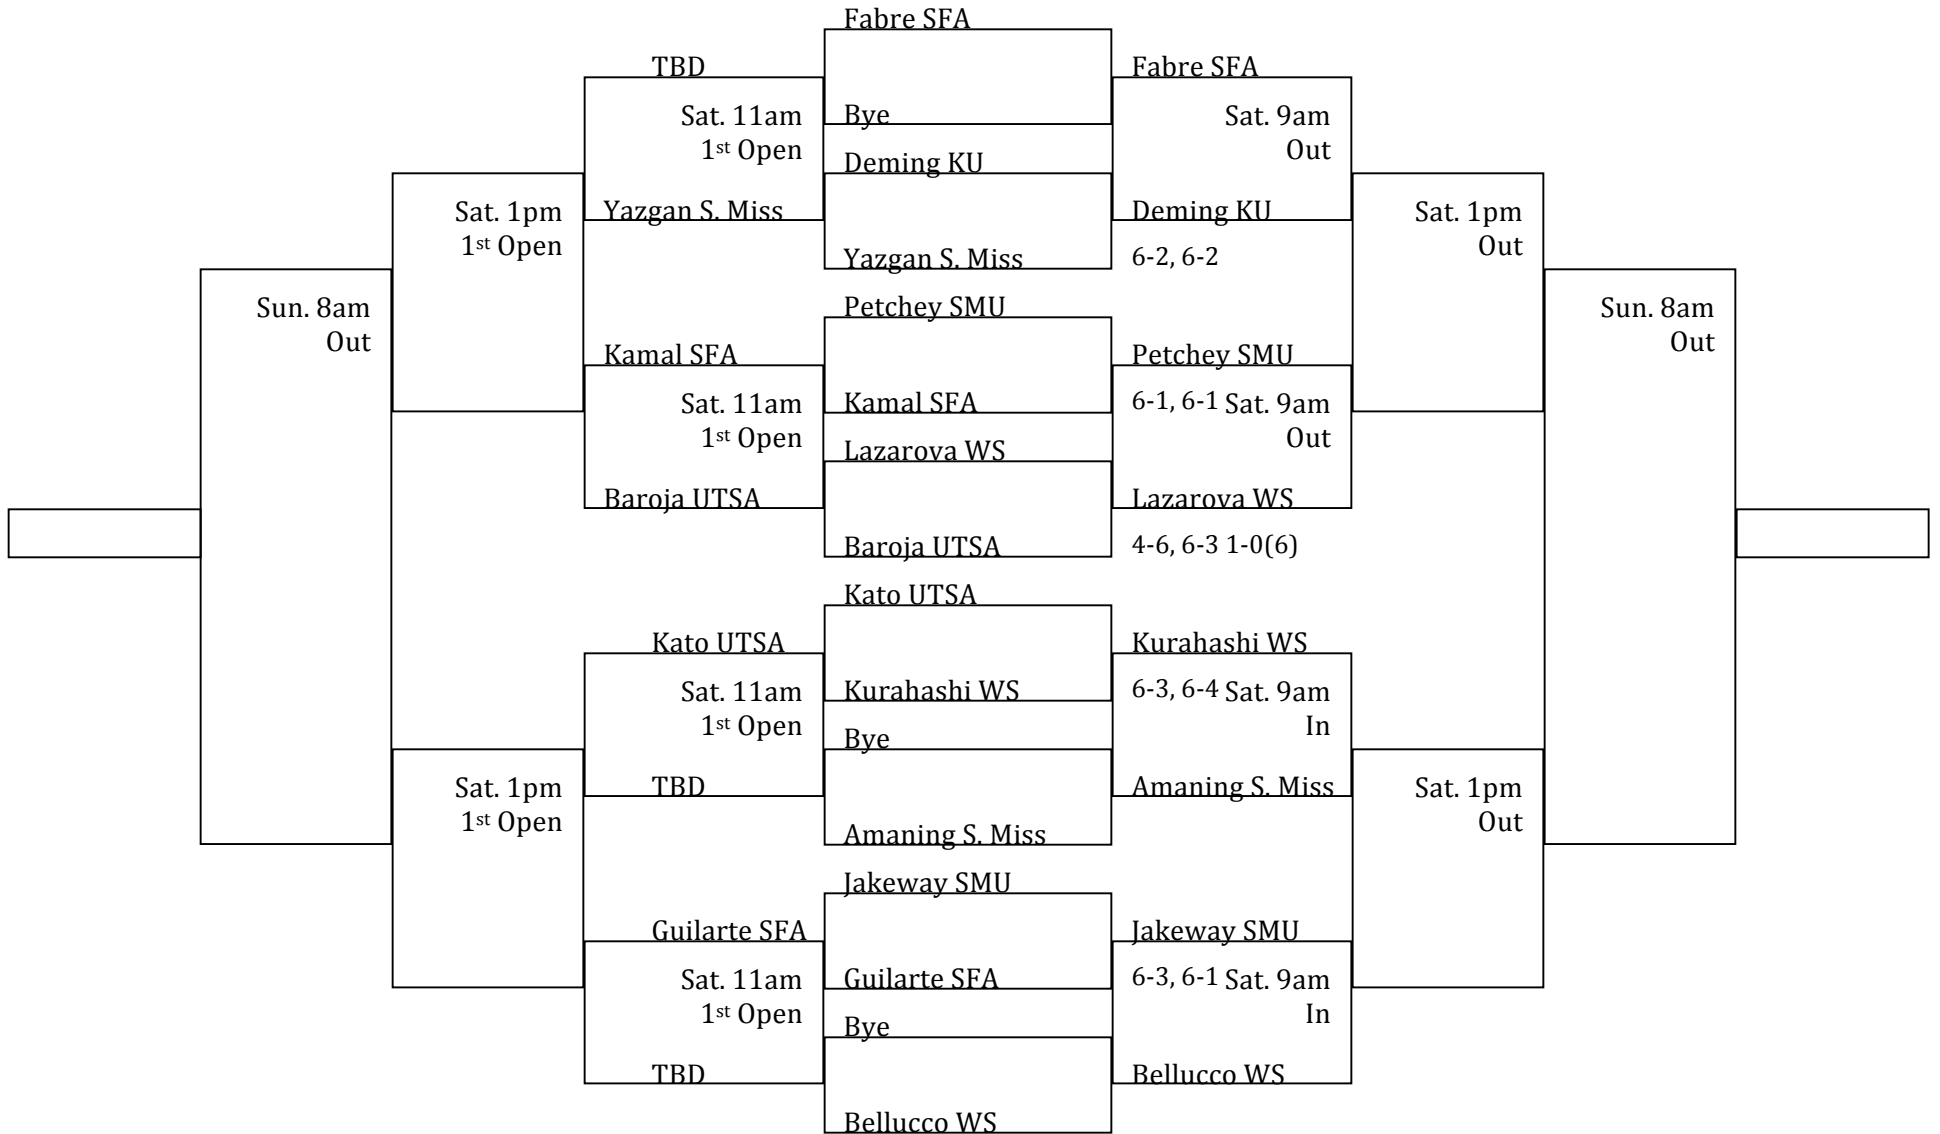 Fabre SFA
TBD
Fabre SFA
Sat. 11am
1st Open
Bye
Sat. 9am
Out
Deming KU
Yazgan S. Miss
Deming KU
Sat. 1pm
1st Open
Sat. 1pm
Out
Yazgan S. Miss
6-2, 6-2
Sun. 8am
Out
Petchey SMU
Sun. 8am
Out
Kamal SFA
Petchey SMU
Sat. 11am
1st Open
Kamal SFA
6-1, 6-1 Sat. 9am
Out
Lazarova WS
Baroja UTSA
Lazarova WS
Baroja UTSA
4-6, 6-3 1-0(6)
Kato UTSA
Kato UTSA
Kurahashi WS
Sat. 11am
1st Open
Kurahashi WS
6-3, 6-4 Sat. 9am
In
Bye
TBD
Amaning S. Miss
Sat. 1pm
1st Open
Sat. 1pm
Out
Amaning S. Miss
Jakeway SMU
Guilarte SFA
Jakeway SMU
Sat. 11am
1st Open
Guilarte SFA
6-3, 6-1 Sat. 9am
In
Bye
TBD
Bellucco WS
Bellucco WS